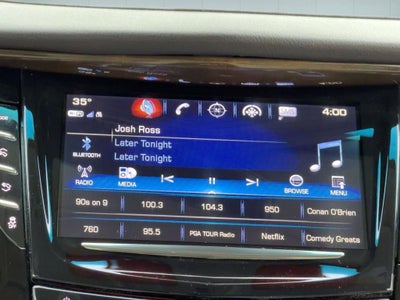 35°
4:00
Josh Ross
Later Tonight
Later Tonight
BLUETOOTH
RADIO
MEDIA
BROWSE
MENU
90s on 9
100.3
104.3
950
Conan O'Brien
760
95.5
PGA TOUR Radio
Netflix
Comedy Greats